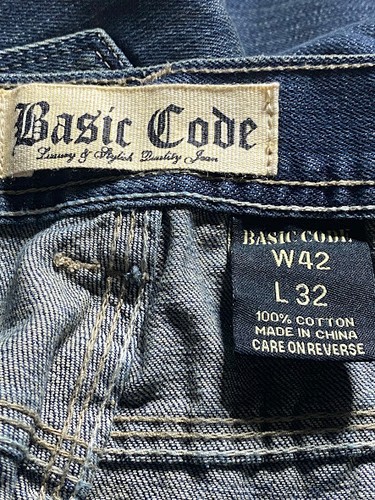 Basic Code
Luxury & Stylish Quality Jean
BASIC CODE
W42
L 32
100% COTTON
MADE IN CHINA
CARE ON REVERSE